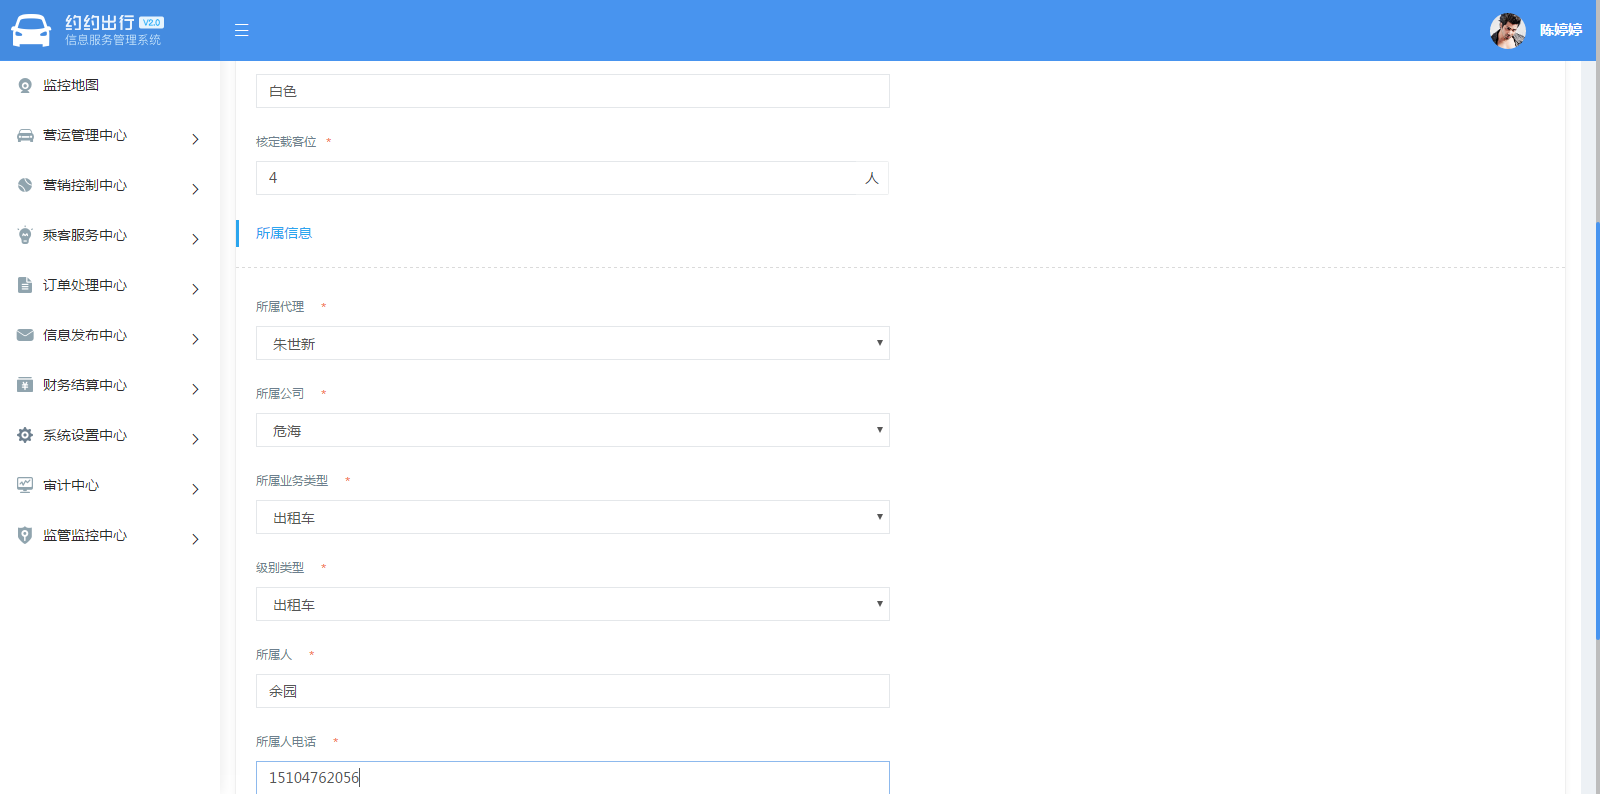 约约出行 V2.0
信息服务管理系统
陈婷婷
监控地图
营运管理中心
营销控制中心
乘客服务中心
订单处理中心
信息发布中心
财务结算中心
系统设置中心
审计中心
监管监控中心
白色
核定载客位 *
4 人
所属信息
所属代理 *
朱世新
所属公司 *
危海
所属业务类型 *
出租车
级别类型 *
出租车
所属人 *
余园
所属人电话 *
15104762056